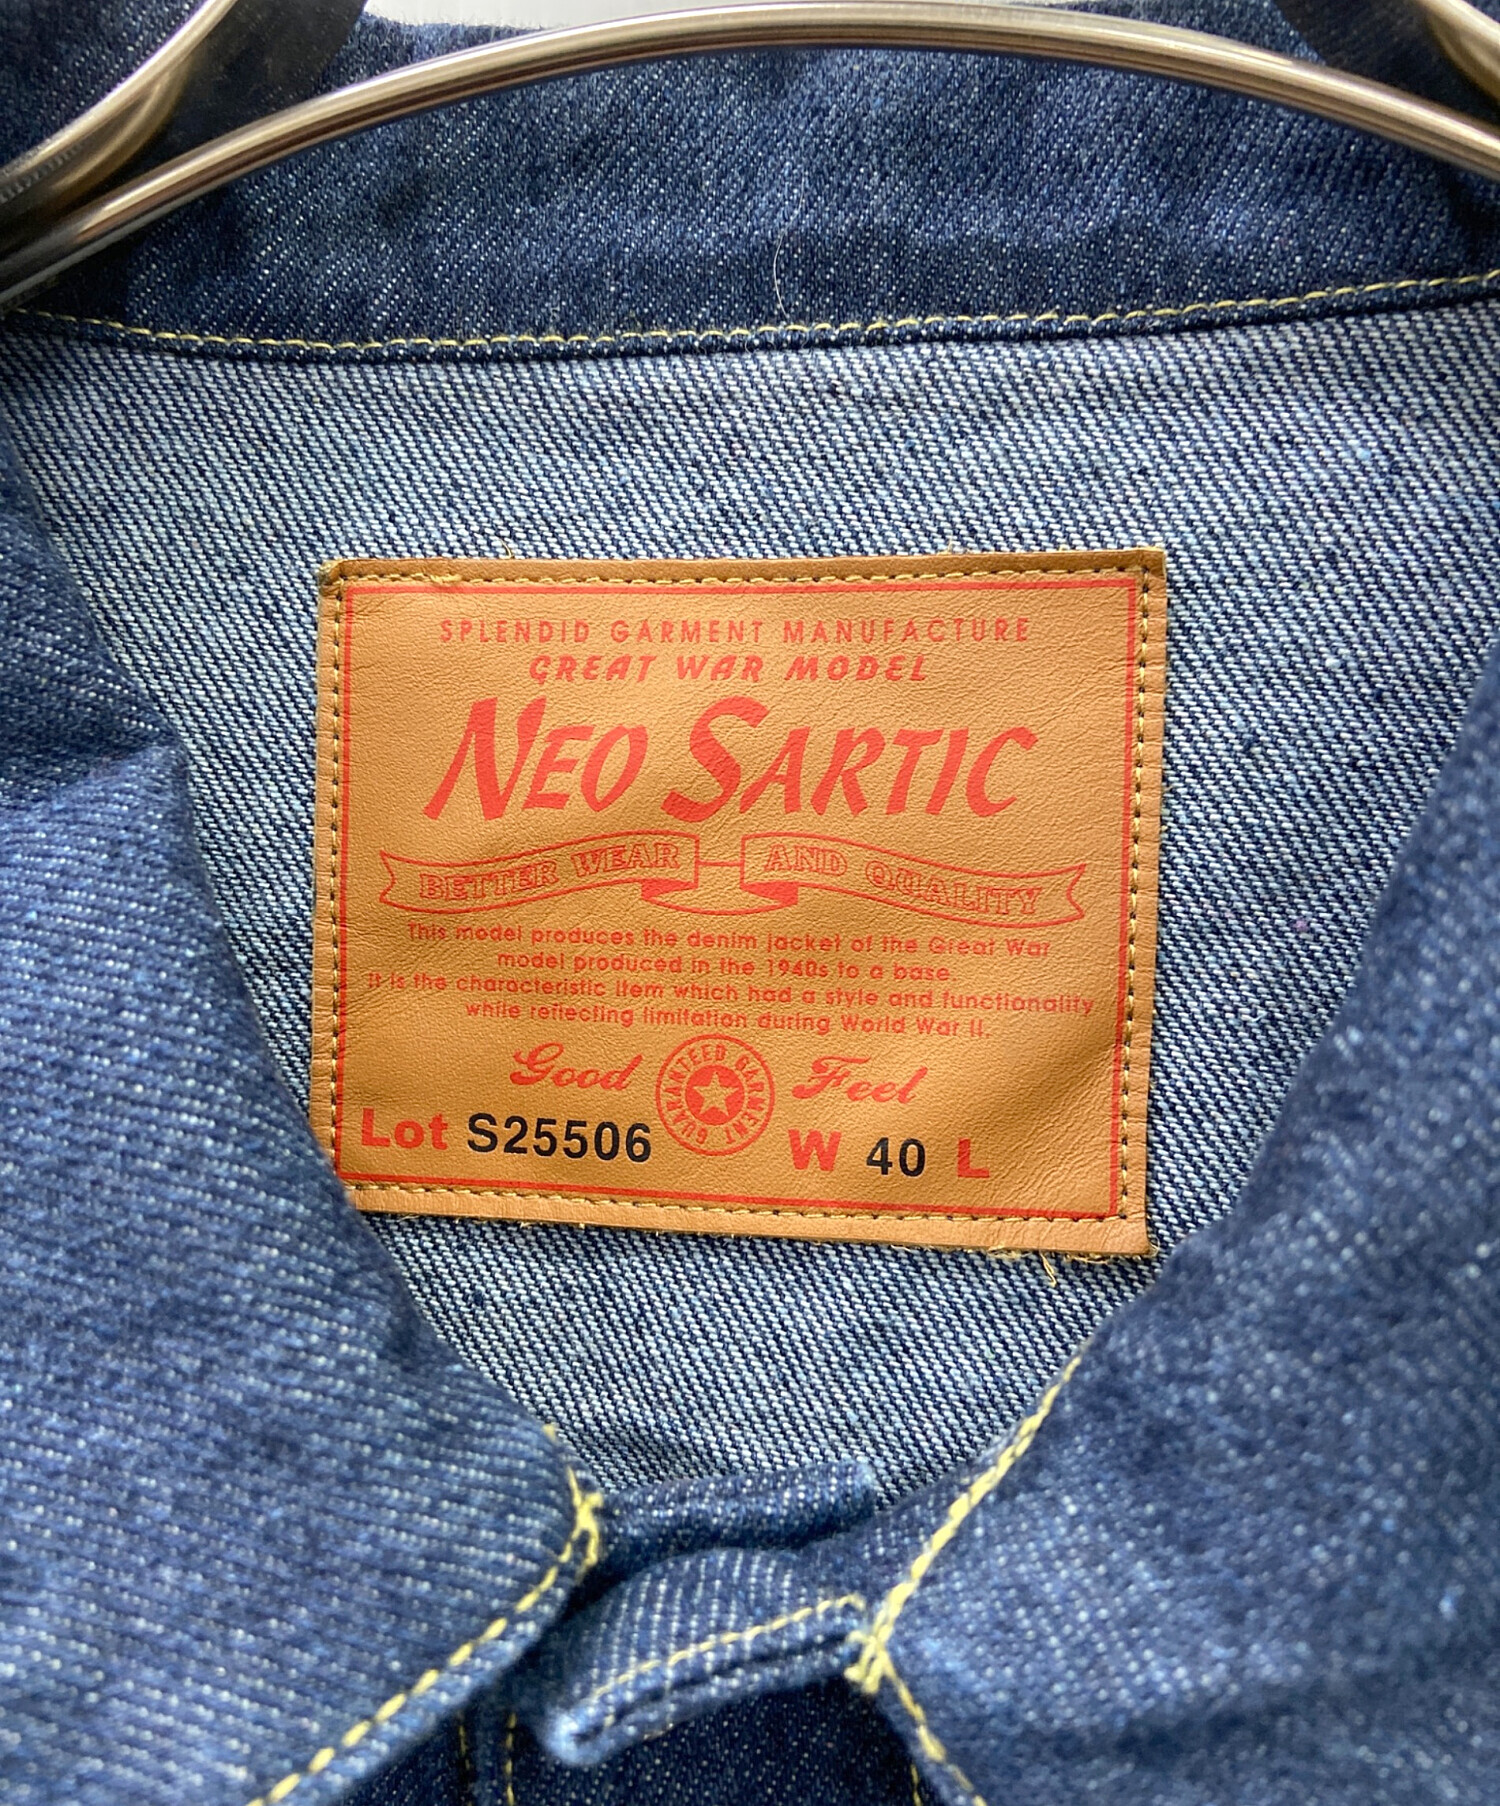 SPLENDID GARMENT MANUFACTURE
GREAT WAR MODEL
NEO SARTIC
BETTER WEAR AND QUALITY
This model produces the denim jacket of the Great War
model produced in the 1940s to a base.
It is the characteristic item which had a style and functionality
while reflecting limitation during World War II.
Good Feel
GUARANTEED GARMENT
Lot S25506 W 40 L